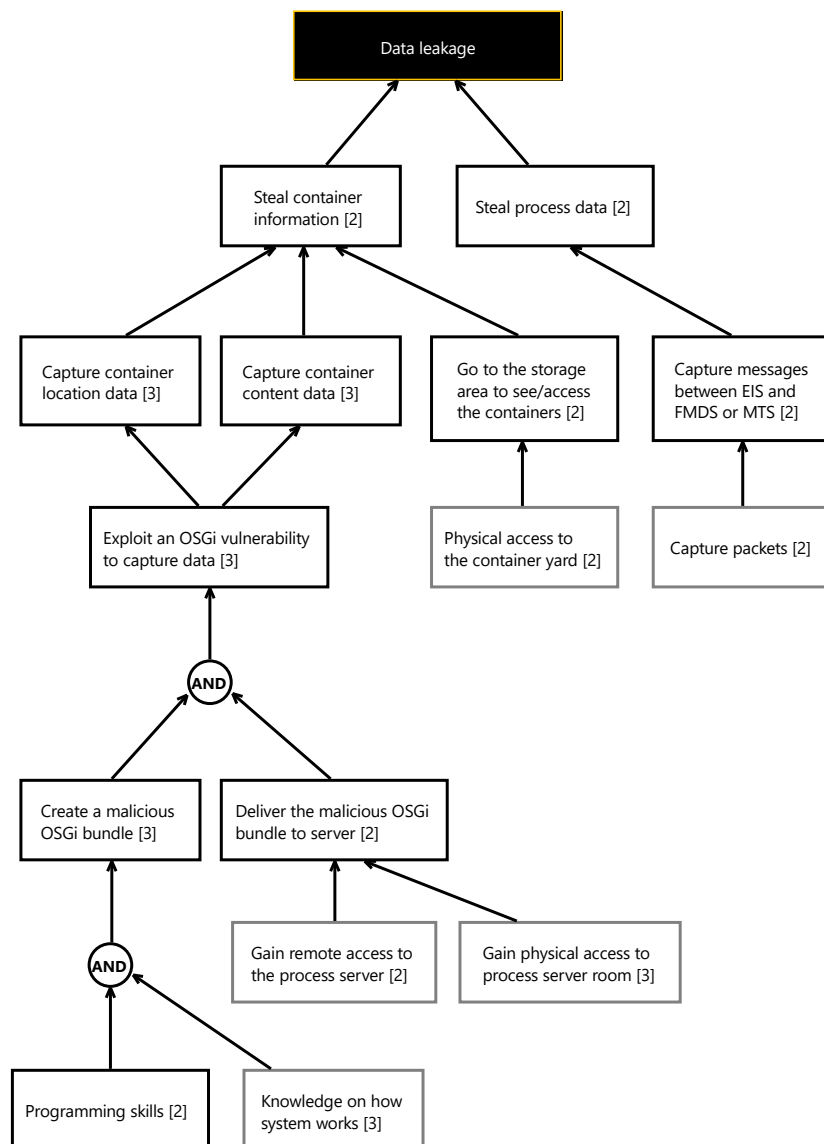 Data leakage
Steal container
information [2]
Steal process data [2]
Capture container
location data [3]
Capture container
content data [3]
Go to the storage
area to see/access
the containers [2]
Capture messages
between EIS and
FMDS or MTS [2]
Exploit an OSGi vulnerability
to capture data [3]
Physical access to
the container yard [2]
Capture packets [2]
AND
Create a malicious
OSGi bundle [3]
Deliver the malicious OSGi
bundle to server [2]
Gain remote access to
the process server [2]
Gain physical access to
process server room [3]
AND
Programming skills [2]
Knowledge on how
system works [3]